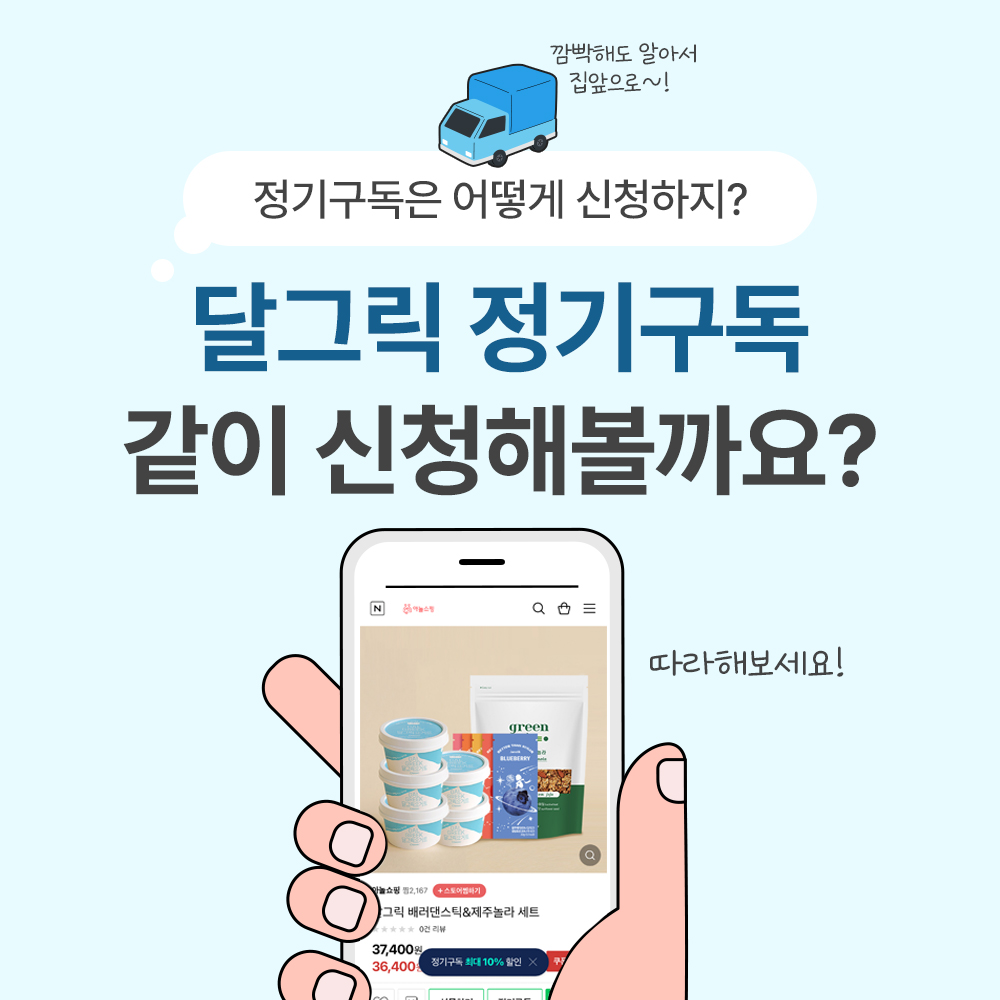 깜빡해도 알아서
집앞으로~!
정기구독은 어떻게 신청하지?
달그릭 정기구독
같이 신청해볼까요?
따라해보세요!
N
green
BLUEBERRY
찜2,167
+ 스토어찜하기
배러댄스틱&제주놀라 세트
0건 리뷰
37,400원
36,400
정기구독 최대 10% 할인